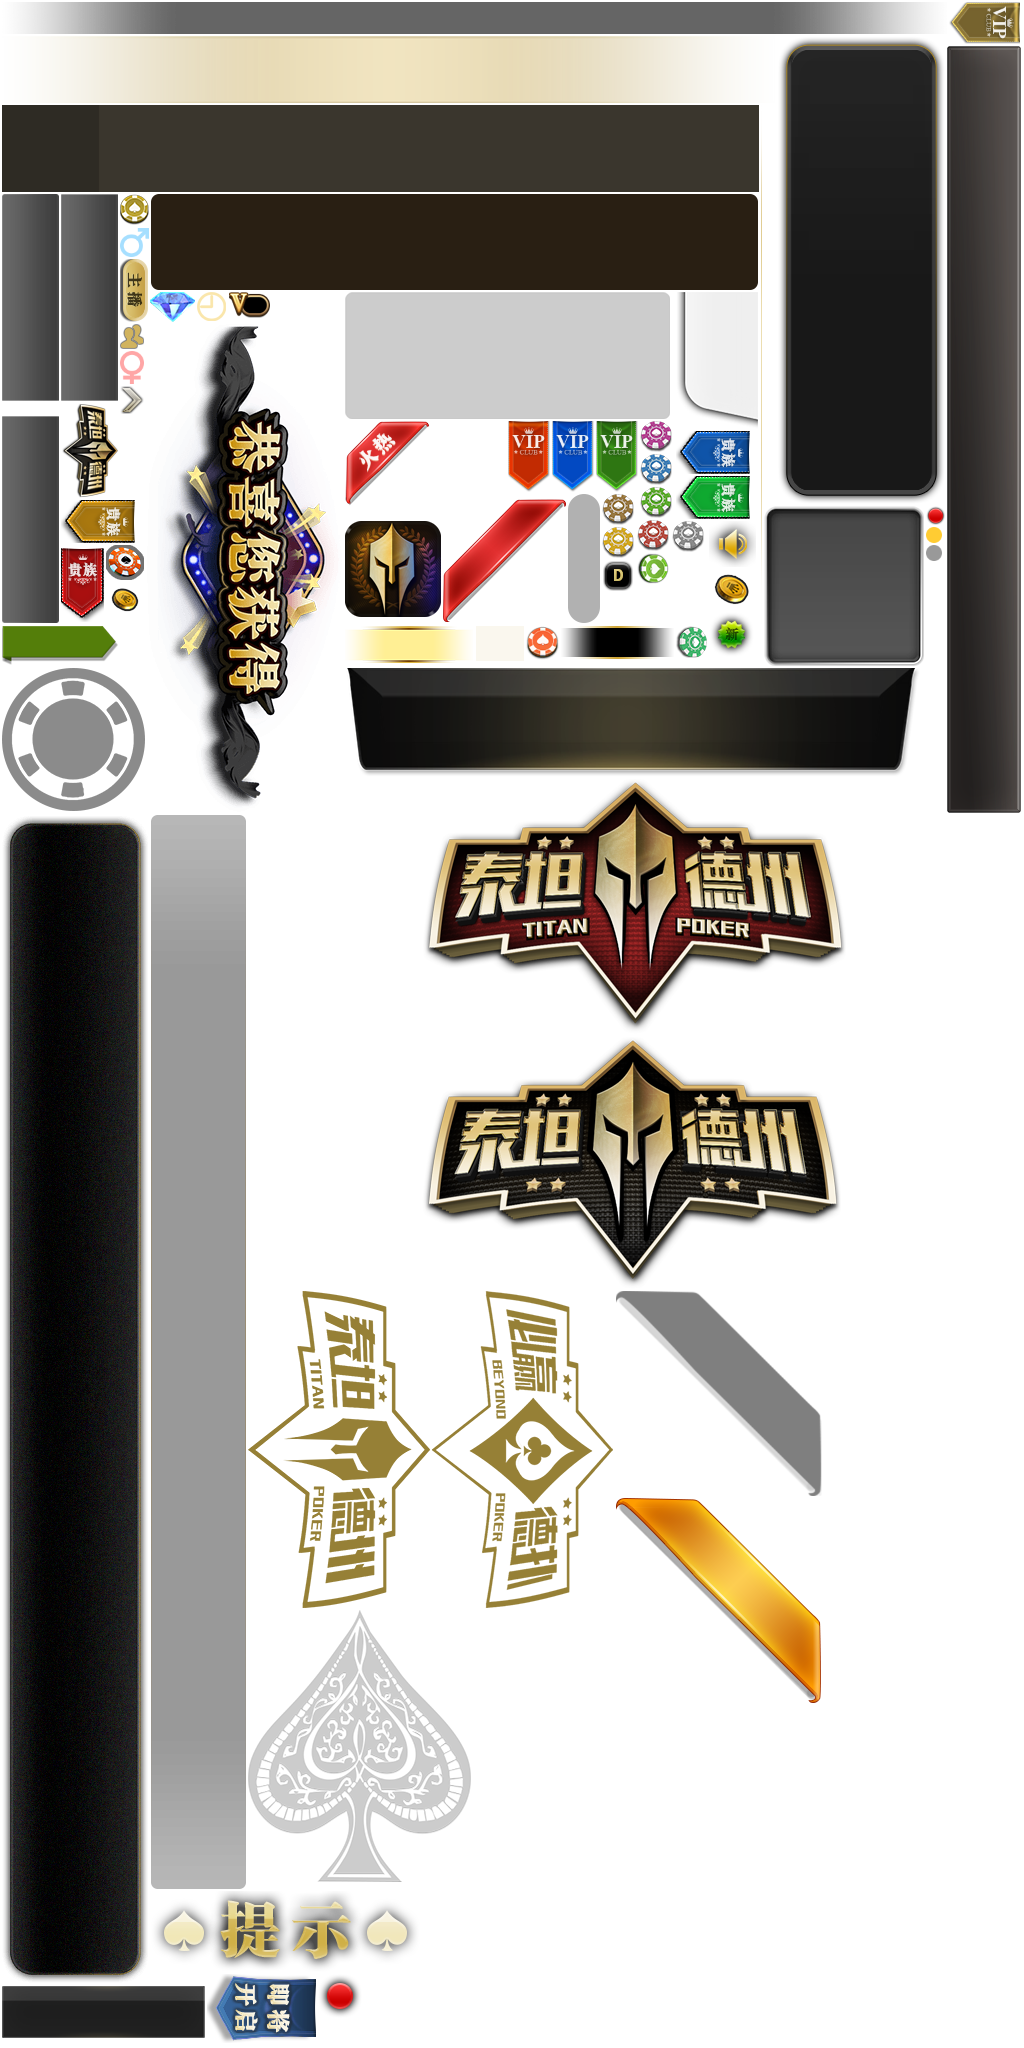 VIP
CLUB
主播
V
泰坦德州
恭喜您获得
火热
VIP
CLUB
VIP
CLUB
VIP
CLUB
貴族
貴族
貴族
貴族
D
新
泰坦 德州
TITAN POKER
泰坦 德州
泰坦 德州
TITAN POKER
必赢 德扑
BEYOND POKER
提示
即将
开启